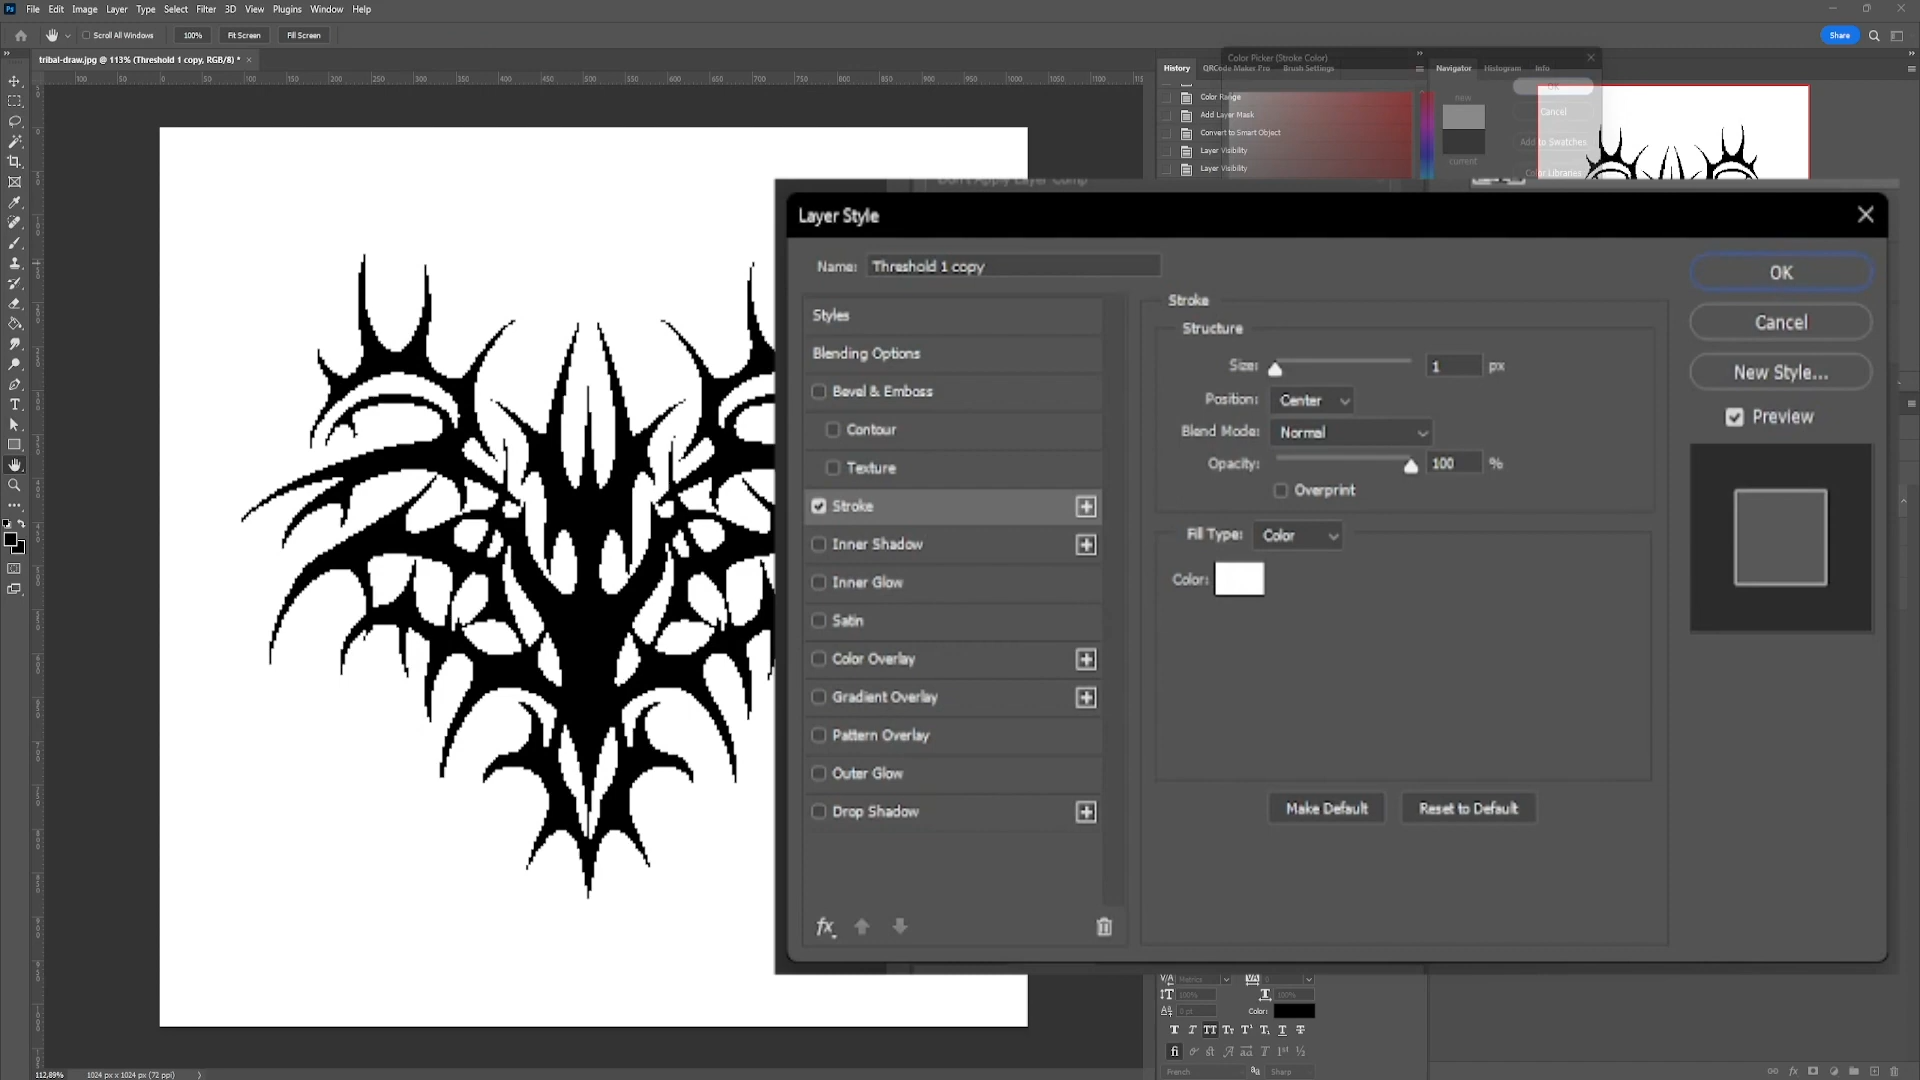 File Edit Image Layer Type Select Filter 3D View Plugins Window Help
Scroll All Windows 100% Fit Screen Fill Screen Share
tribal-draw.jpg @ 113% (Threshold 1 copy, RGB/8) * ×
History QRCode Maker Pro Brush Settings
Navigator Histogram Info
Color Picker (Stroke Color)
Color Range
Add Layer Mask
Convert to Smart Object
Layer Visibility
Layer Visibility
new
current
OK
Cancel
Add to Swatches
Color Libraries
Don't Apply Layer Comp
Layer Style
Name: Threshold 1 copy
Styles
Blending Options
Bevel & Emboss
Contour
Texture
Stroke
Inner Shadow
Inner Glow
Satin
Color Overlay
Gradient Overlay
Pattern Overlay
Outer Glow
Drop Shadow
fx
Stroke
Structure
Size: 1 px
Position: Center
Blend Mode: Normal
Opacity: 100 %
Overprint
Fill Type: Color
Color:
Make Default Reset to Default
OK
Cancel
New Style...
Preview
Metrics 0
100% 100%
0 pt Color:
French Sharp
112,89% 1024 px x 1024 px (72 ppi)